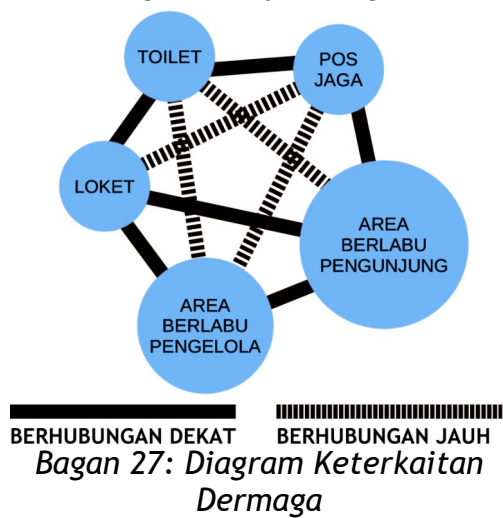 TOILET
POS
JAGA
LOKET
AREA
BERLABU
PENGUNJUNG
AREA
BERLABU
PENGELOLA
BERHUBUNGAN DEKAT
BERHUBUNGAN JAUH
Bagan 27: Diagram Keterkaitan
Dermaga